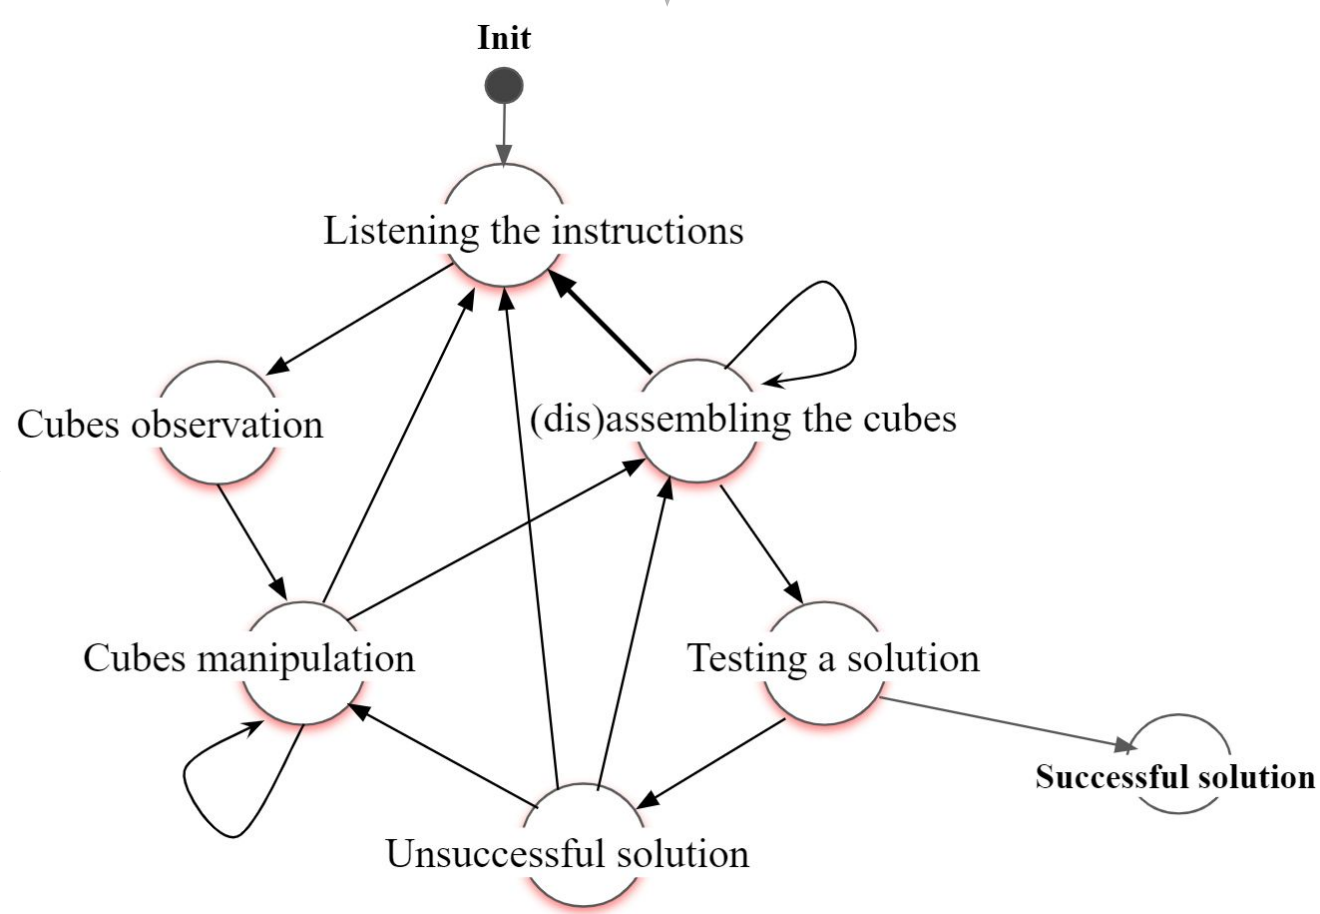 Init
Listening the instructions
Cubes observation
(dis)assembling the cubes
Cubes manipulation
Testing a solution
Successful solution
Unsuccessful solution